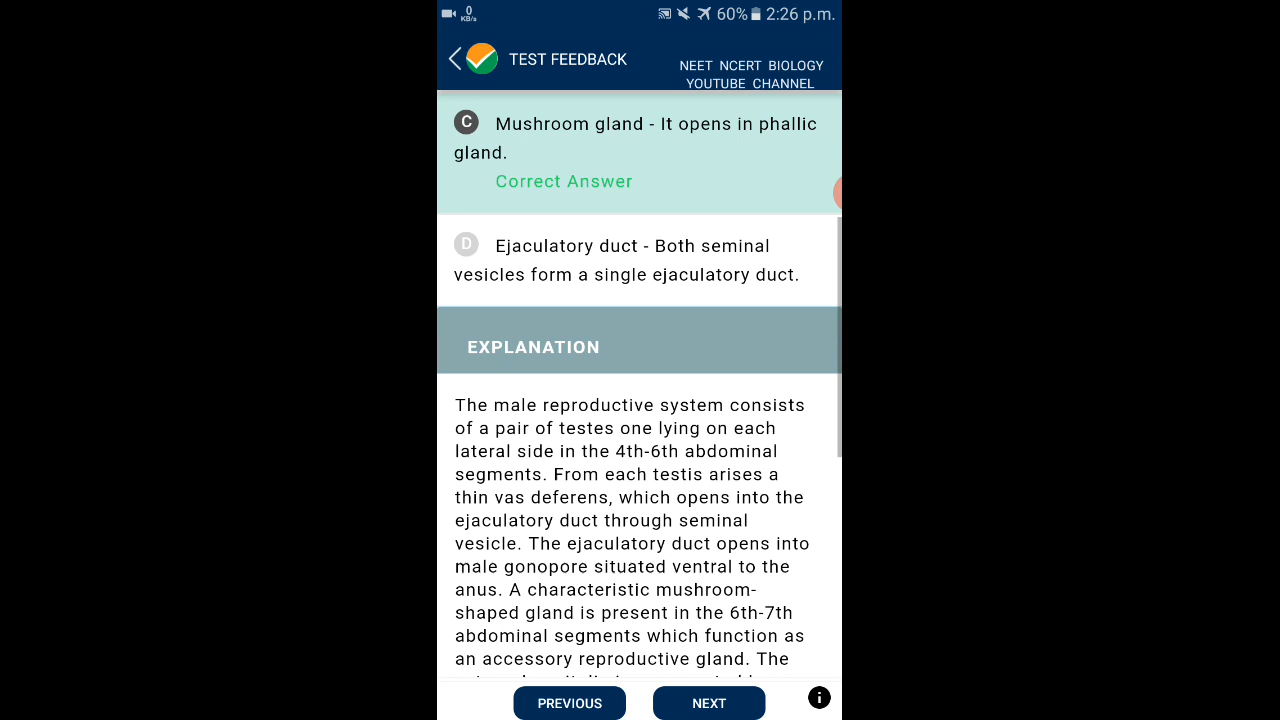 0
KB/s
60% 2:26 p.m.
TEST FEEDBACK
NEET NCERT BIOLOGY
YOUTUBE CHANNEL
C Mushroom gland - It opens in phallic
gland.
Correct Answer
D Ejaculatory duct - Both seminal
vesicles form a single ejaculatory duct.
EXPLANATION
The male reproductive system consists
of a pair of testes one lying on each
lateral side in the 4th-6th abdominal
segments. From each testis arises a
thin vas deferens, which opens into the
ejaculatory duct through seminal
vesicle. The ejaculatory duct opens into
male gonopore situated ventral to the
anus. A characteristic mushroom-
shaped gland is present in the 6th-7th
abdominal segments which function as
an accessory reproductive gland. The
PREVIOUS
NEXT